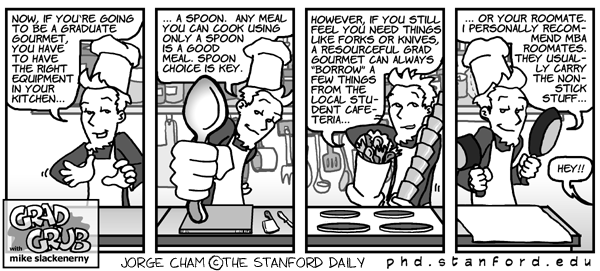 NOW, IF YOU'RE GOING
TO BE A GRADUATE
GOURMET,
YOU HAVE
TO HAVE
THE RIGHT
EQUIPMENT
IN YOUR
KITCHEN...
GRAD
GRUB
with
mike slackenerny
... A SPOON. ANY MEAL
YOU CAN COOK USING
ONLY A SPOON
IS A GOOD
MEAL. SPOON
CHOICE IS KEY.
HOWEVER, IF YOU STILL
FEEL YOU NEED THINGS
LIKE FORKS OR KNIVES,
A RESOURCEFUL GRAD
GOURMET CAN ALWAYS
"BORROW" A
FEW THINGS
FROM THE
LOCAL STU-
DENT CAFE-
TERIA...
... OR YOUR ROOMATE.
I PERSONALLY RECOM-
MEND MBA
ROOMATES.
THEY USUAL-
LY CARRY
THE NON-
STICK
STUFF...
HEY!!
JORGE CHAM ©THE STANFORD DAILY
phd.stanford.edu